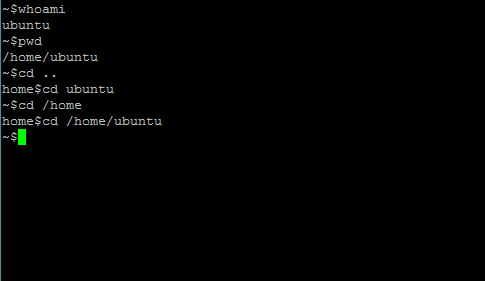 ~$whoami
ubuntu
~$pwd
/home/ubuntu
~$cd ..
home$cd ubuntu
~$cd /home
home$cd /home/ubuntu
~$